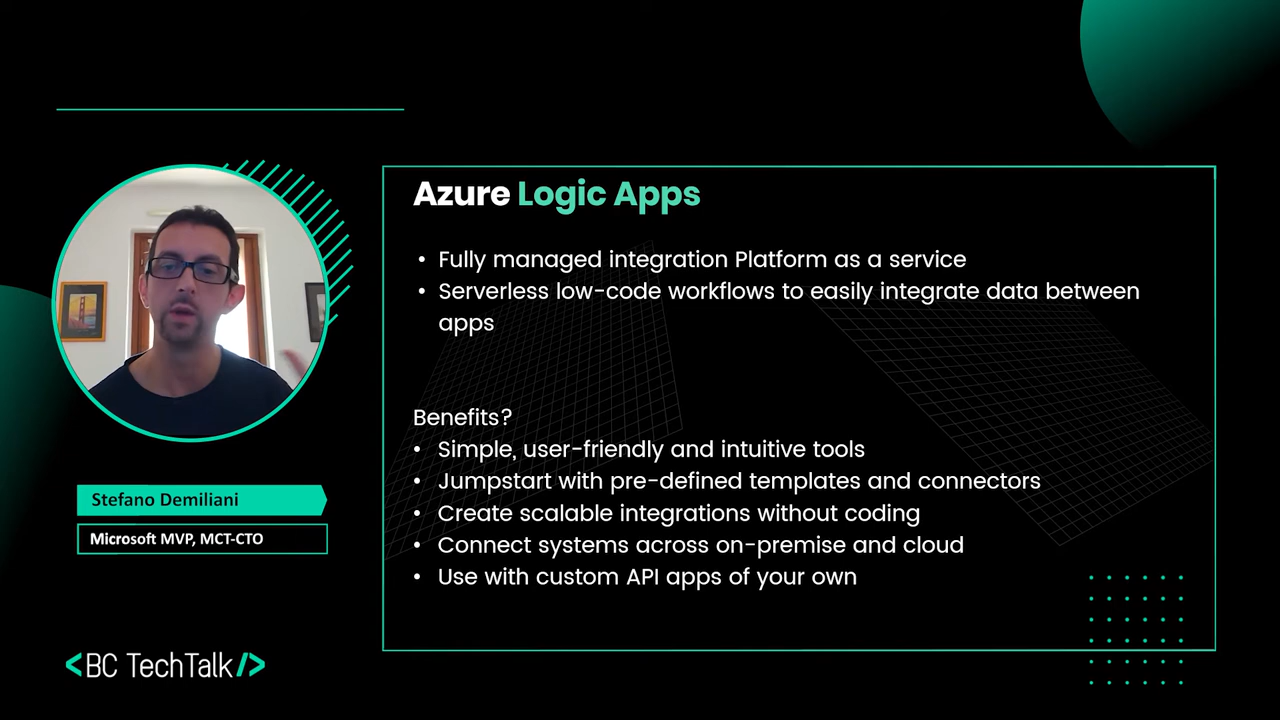 Azure Logic Apps
• Fully managed integration Platform as a service
• Serverless low-code workflows to easily integrate data between
apps
Benefits?
• Simple, user-friendly and intuitive tools
• Jumpstart with pre-defined templates and connectors
• Create scalable integrations without coding
• Connect systems across on-premise and cloud
• Use with custom API apps of your own
Stefano Demiliani
Microsoft MVP, MCT-CTO
<BC TechTalk/>